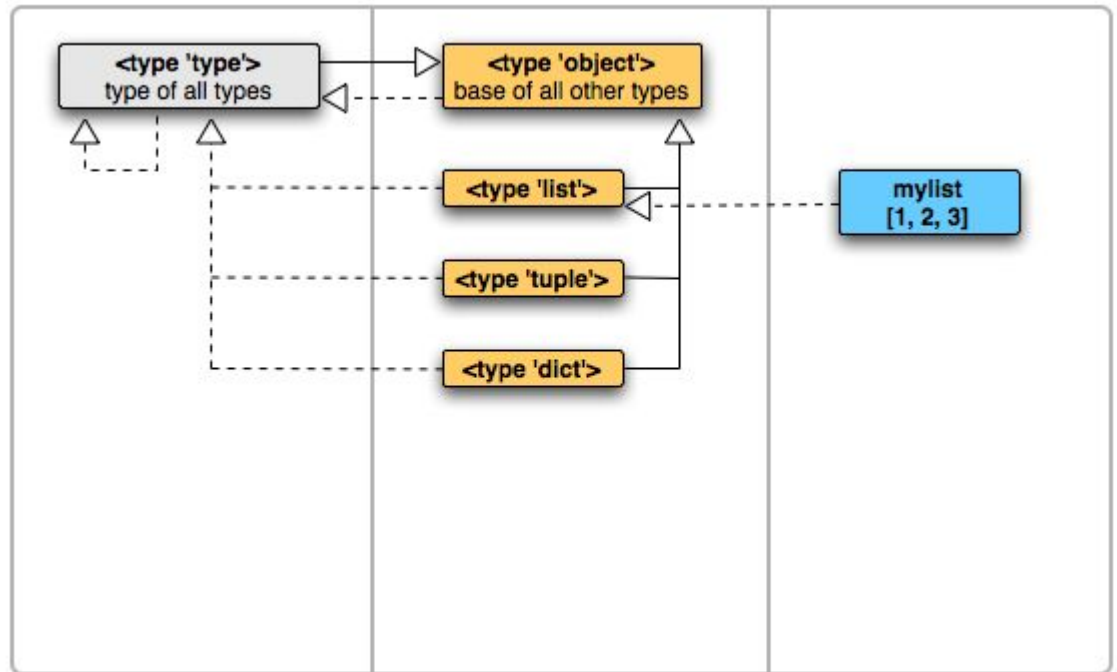 <type 'type'>
type of all types
<type 'object'>
base of all other types
<type 'list'>
mylist
[1, 2, 3]
<type 'tuple'>
<type 'dict'>